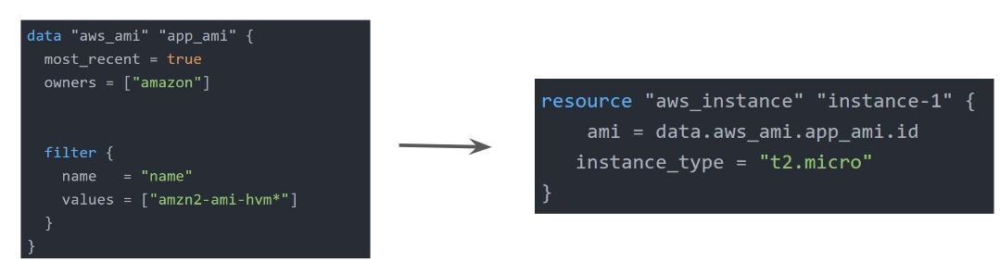 data "aws_ami" "app_ami" {
  most_recent = true
  owners = ["amazon"]
  filter {
    name   = "name"
    values = ["amzn2-ami-hvm*"]
  }
}
resource "aws_instance" "instance-1" {
    ami = data.aws_ami.app_ami.id
   instance_type = "t2.micro"
}